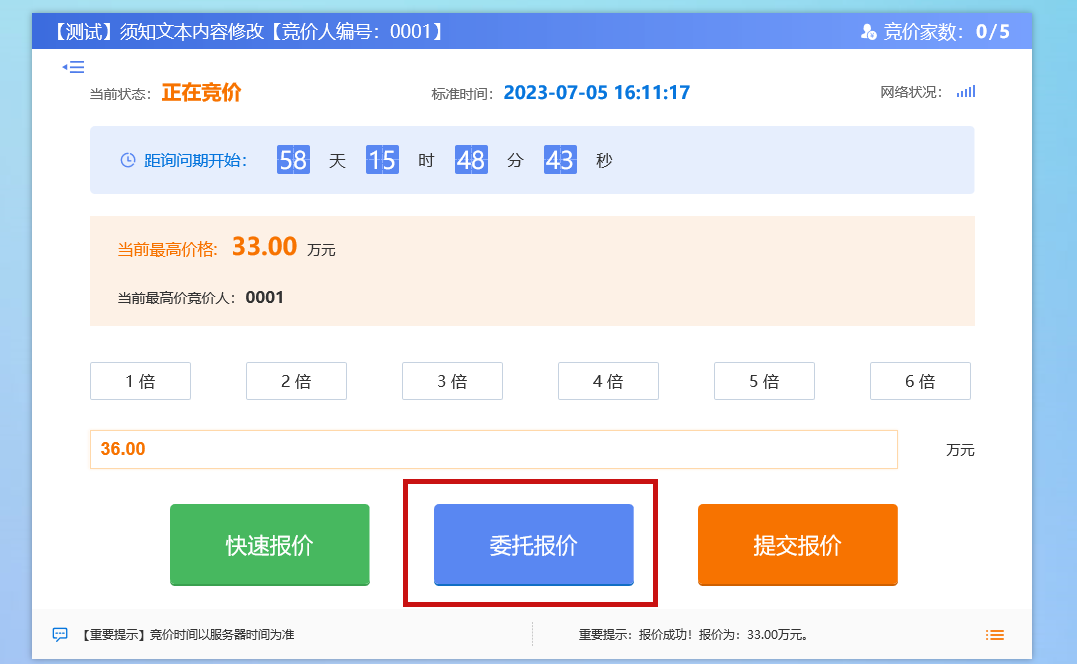 【测试】须知文本内容修改【竞价人编号：0001】 竞价家数：0/5
当前状态：正在竞价 标准时间：2023-07-05 16:11:17 网络状况：
距询问期开始： 58 天 15 时 48 分 43 秒
当前最高价格: 33.00 万元
当前最高价竞价人：0001
1 倍 2 倍 3 倍 4 倍 5 倍 6 倍
36.00 万元
快速报价 委托报价 提交报价
【重要提示】竞价时间以服务器时间为准 重要提示：报价成功！报价为：33.00万元。